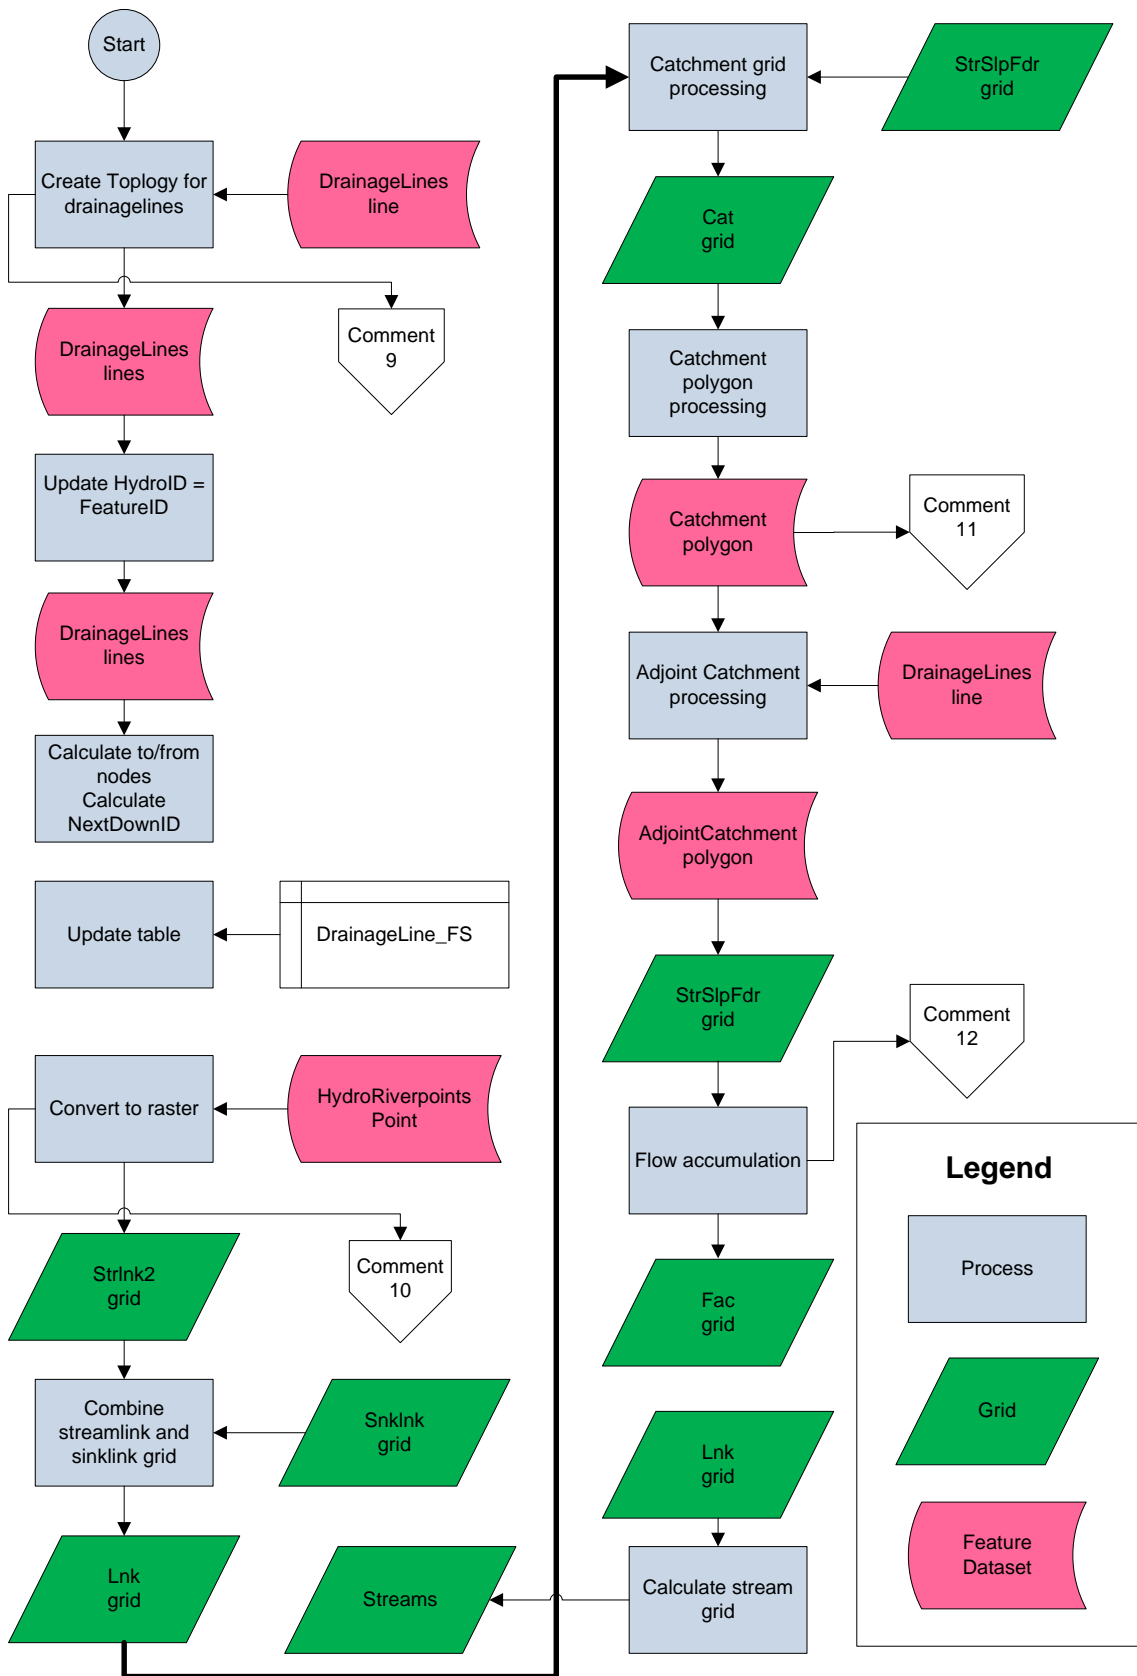 Start
Create Toplogy for
drainagelines
DrainageLines
line
Comment
9
DrainageLines
lines
Update HydroID =
FeatureID
DrainageLines
lines
Calculate to/from
nodes
Calculate
NextDownID
Update table
DrainageLine_FS
Convert to raster
HydroRiverpoints
Point
Strlnk2
grid
Comment
10
Combine
streamlink and
sinklink grid
Snklnk
grid
Lnk
grid
Streams
Catchment grid
processing
StrSlpFdr
grid
Cat
grid
Catchment
polygon
processing
Catchment
polygon
Comment
11
Adjoint Catchment
processing
DrainageLines
line
AdjointCatchment
polygon
StrSlpFdr
grid
Comment
12
Flow accumulation
Fac
grid
Lnk
grid
Calculate stream
grid
Legend
Process
Grid
Feature
Dataset